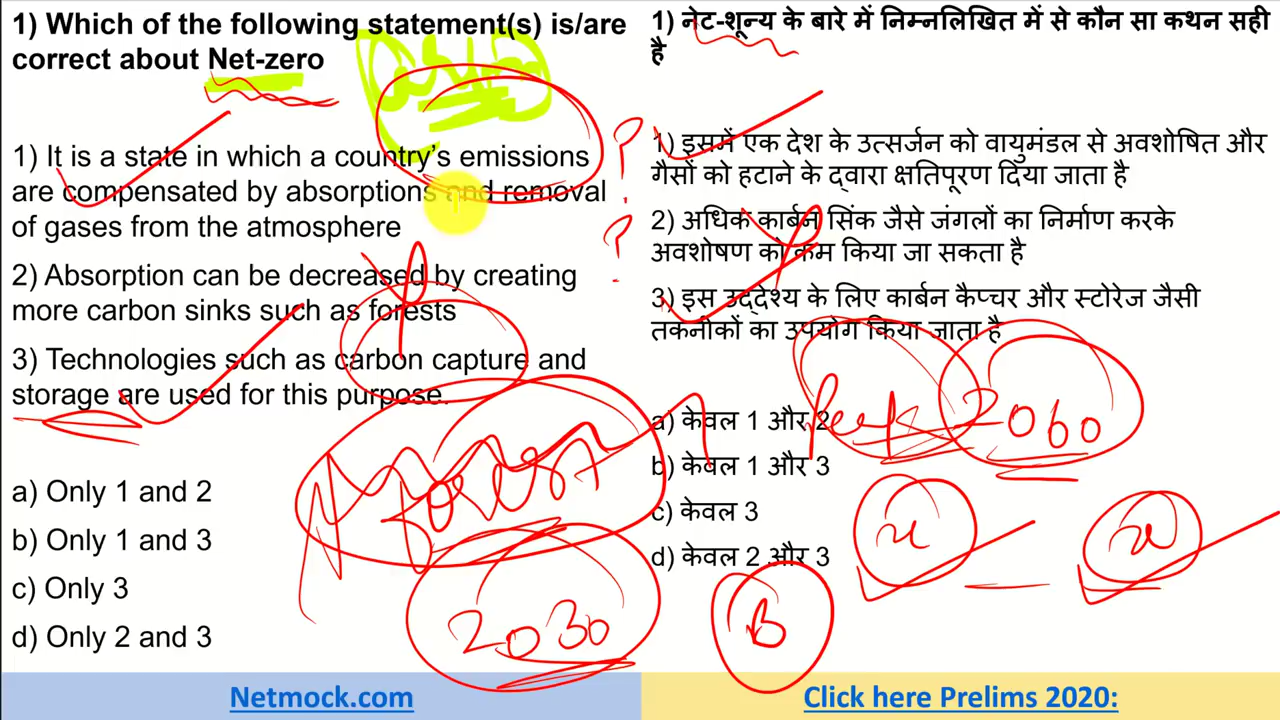 1) Which of the following statement(s) is/are
correct about Net-zero
1) It is a state in which a country's emissions
are compensated by absorptions and removal
of gases from the atmosphere
2) Absorption can be decreased by creating
more carbon sinks such as forests
3) Technologies such as carbon capture and
storage are used for this purpose.
a) Only 1 and 2
b) Only 1 and 3
c) Only 3
d) Only 2 and 3
2030
1) नेट-शून्य के बारे में निम्नलिखित में से कौन सा कथन सही
है
1) इसमें एक देश के उत्सर्जन को वायुमंडल से अवशोषित और
गैसों को हटाने के द्वारा क्षतिपूरण दिया जाता है
2) अधिक कार्बन सिंक जैसे जंगलों का निर्माण करके
अवशोषण को कम किया जा सकता है
3) इस उद्देश्य के लिए कार्बन कैप्चर और स्टोरेज जैसी
तकनीकों का उपयोग किया जाता है
2060
a) केवल 1 और 2
b) केवल 1 और 3
c) केवल 3
d) केवल 2 और 3
B
Netmock.com
Click here Prelims 2020: